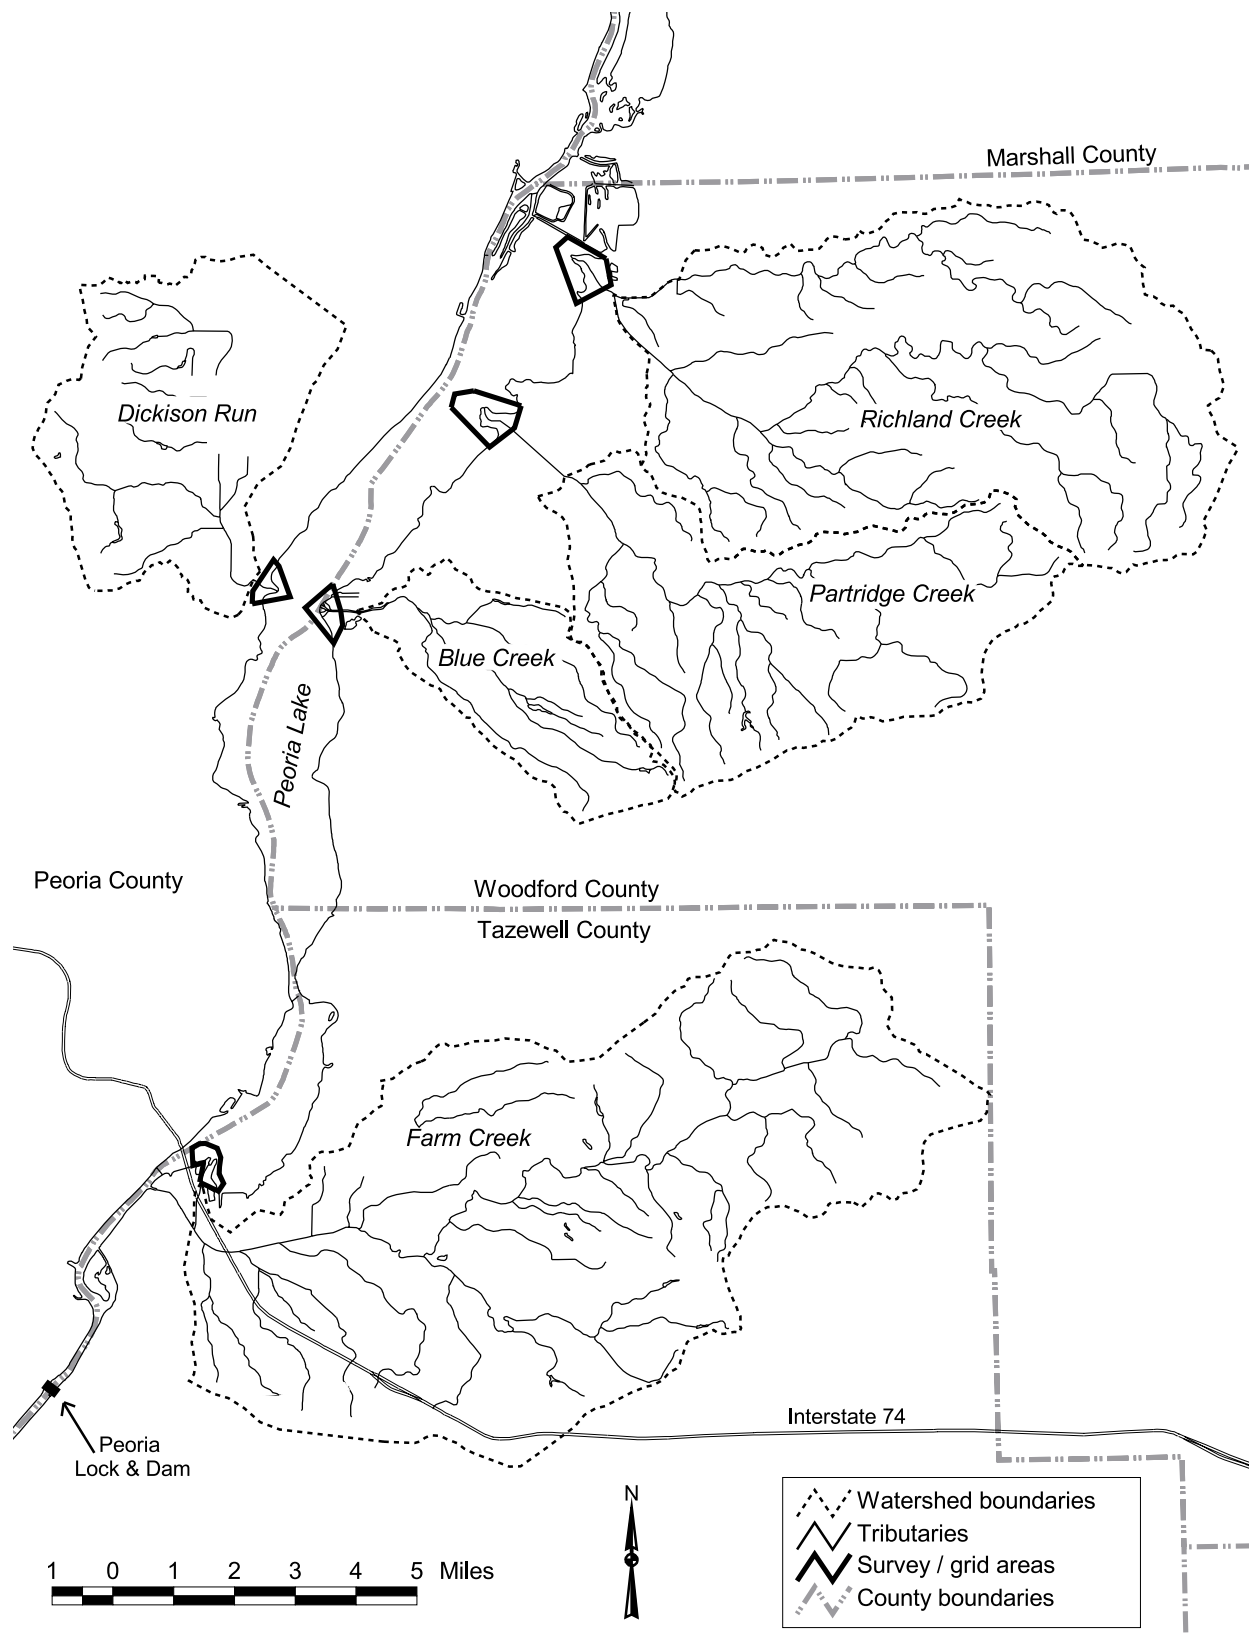 Marshall County
Dickison Run
Richland Creek
Partridge Creek
Blue Creek
Peoria Lake
Peoria County
Woodford County
Tazewell County
Farm Creek
Interstate 74
Peoria
Lock & Dam
N
1 0 1 2 3 4 5 Miles
Watershed boundaries
Tributaries
Survey / grid areas
County boundaries